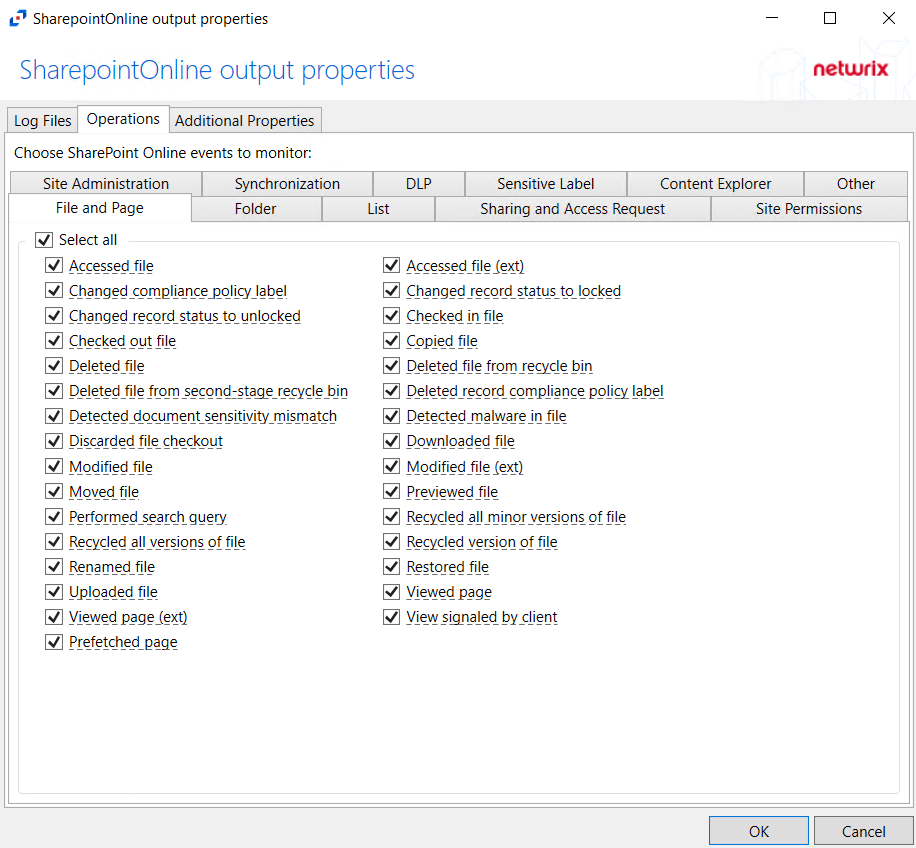 SharepointOnline output properties
SharepointOnline output properties
netwrix
Log Files Operations Additional Properties
Choose SharePoint Online events to monitor:
Site Administration Synchronization DLP Sensitive Label Content Explorer Other
File and Page Folder List Sharing and Access Request Site Permissions
Select all
Accessed file Accessed file (ext)
Changed compliance policy label Changed record status to locked
Changed record status to unlocked Checked in file
Checked out file Copied file
Deleted file Deleted file from recycle bin
Deleted file from second-stage recycle bin Deleted record compliance policy label
Detected document sensitivity mismatch Detected malware in file
Discarded file checkout Downloaded file
Modified file Modified file (ext)
Moved file Previewed file
Performed search query Recycled all minor versions of file
Recycled all versions of file Recycled version of file
Renamed file Restored file
Uploaded file Viewed page
Viewed page (ext) View signaled by client
Prefetched page
OK Cancel